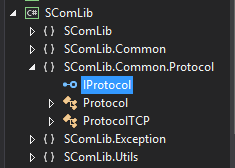 SComLib
{ } SComLib
{ } SComLib.Common
{ } SComLib.Common.Protocol
IProtocol
Protocol
ProtocolTCP
{ } SComLib.Exception
{ } SComLib.Utils